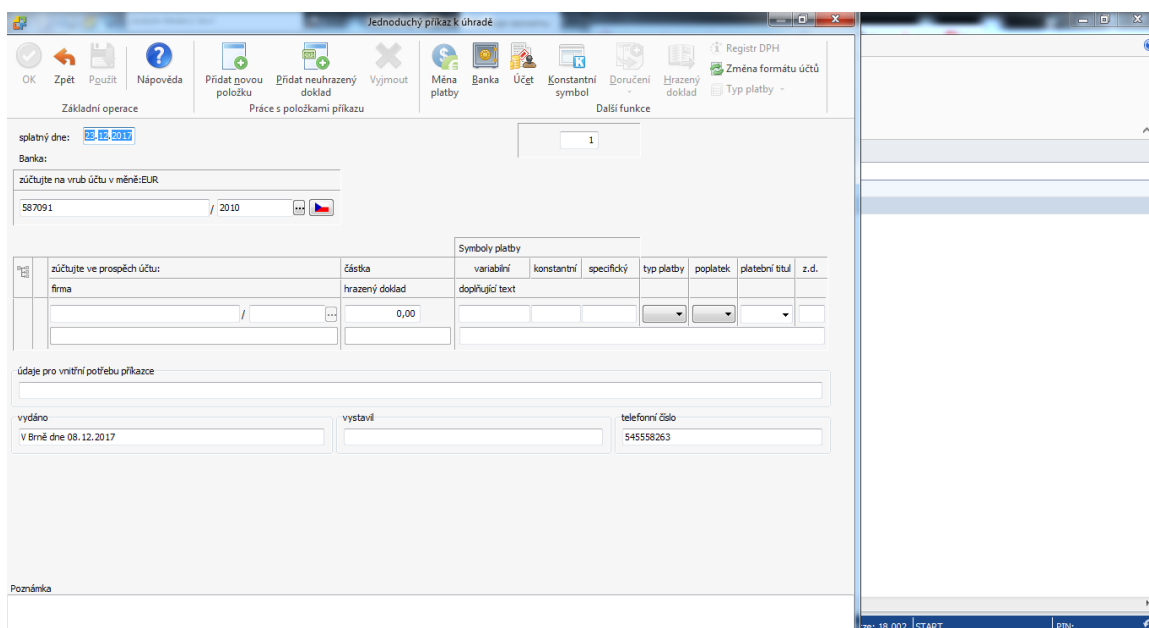 Jednoduchý příkaz k úhradě
OK
Zpět
Použít
Nápověda
Základní operace
Přidat novou položku
Přidat neuhrazený doklad
Vyjmout
Práce s položkami příkazu
Měna platby
Banka
Účet
Konstantní symbol
Doručení
Hrazený doklad
Registr DPH
Změna formátu účtů
Typ platby
Další funkce
splatný dne: 23.12.2017
1
Banka:
zúčtujte na vrub účtu v měně:EUR
587091 / 2010 ...
Symboly platby
zúčtujte ve prospěch účtu: částka variabilní konstantní specifický typ platby poplatek platební titul z.d.
firma hrazený doklad doplňující text
/ ... 0,00
údaje pro vnitřní potřebu příkazce
vydáno vystavil telefonní číslo
V Brně dne 08.12.2017 545558263
Poznámka
18.002 START PIN: